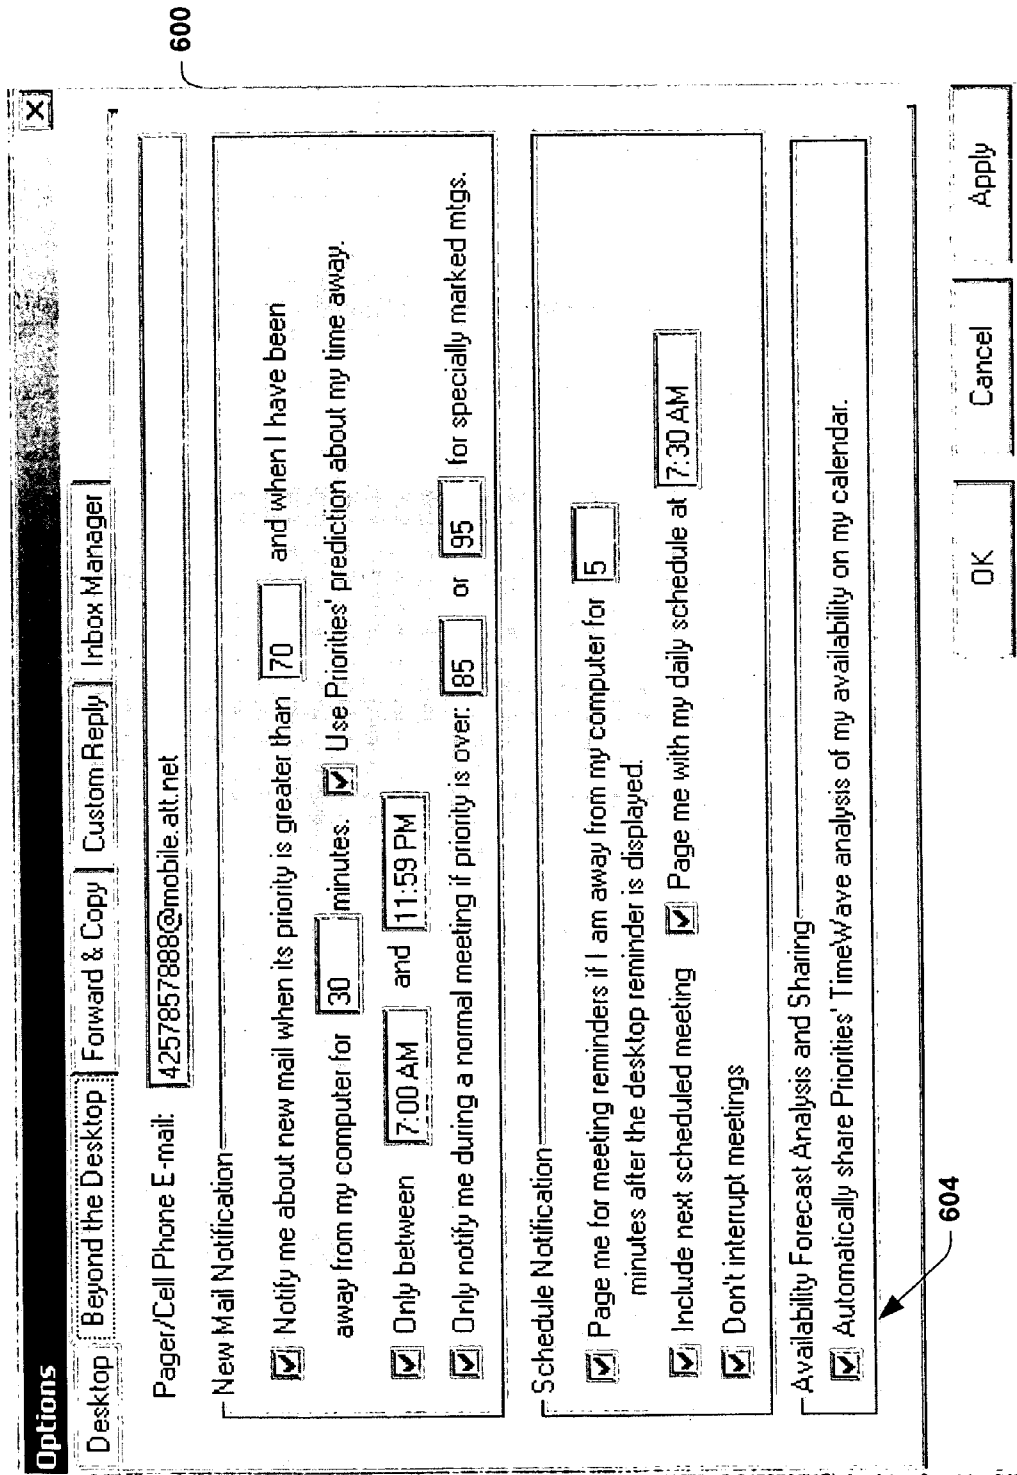 600
Options
Desktop Beyond the Desktop Forward & Copy Custom Reply Inbox Manager
Pager/Cell Phone E-mail: 4257857888@mobile.att.net
New Mail Notification
Notify me about new mail when its priority is greater than 70 and when I have been
away from my computer for 30 minutes. Use Priorities' prediction about my time away.
Only between 7:00 AM and 11:59 PM
Only notify me during a normal meeting if priority is over: 85 or 95 for specially marked mtgs.
Schedule Notification
Page me for meeting reminders if I am away from my computer for 5
minutes after the desktop reminder is displayed.
Include next scheduled meeting Page me with my daily schedule at 7:30 AM
Don't interrupt meetings
Availability Forecast Analysis and Sharing
Automatically share Priorities' TimeWave analysis of my availability on my calendar.
604
OK Cancel Apply